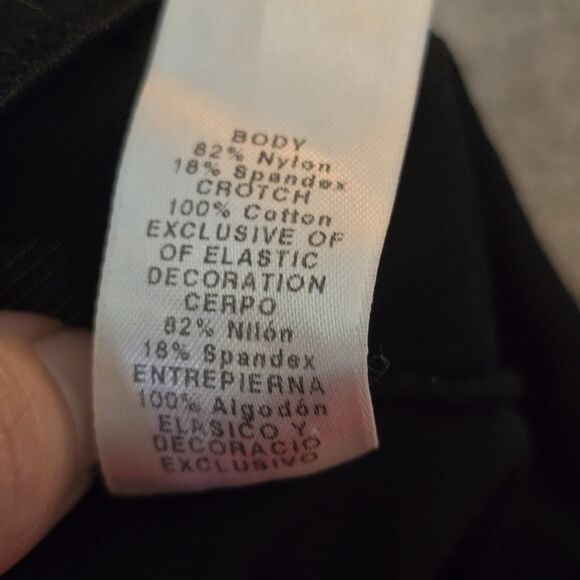 BODY
82% Nylon
18% Spandex
CROTCH
100% Cotton
EXCLUSIVE OF
OF ELASTIC
DECORATION
CERPO
82% Nilón
18% Spandex
ENTREPIERNA
100% Algodón
ELASICO Y
DECORACIO
EXCLUSIVO